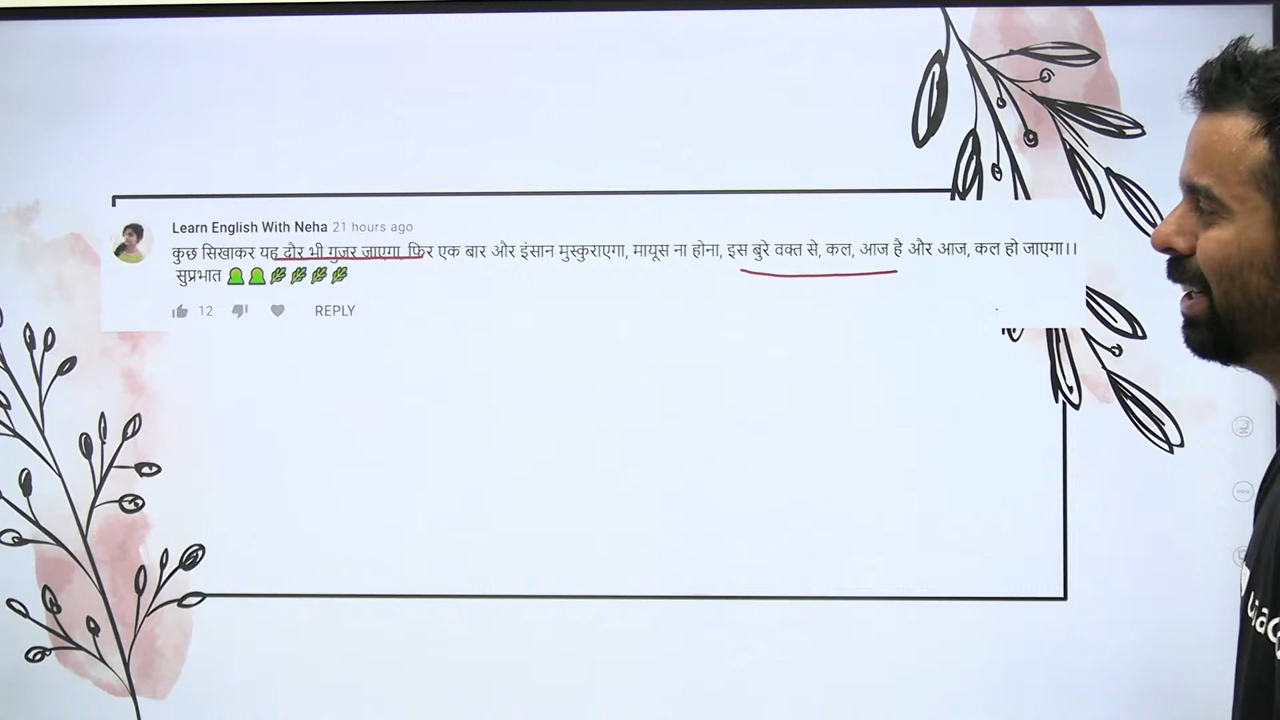 Learn English With Neha 21 hours ago
कुछ सिखाकर यह दौर भी गुजर जाएगा, फिर एक बार और इंसान मुस्कुराएगा, मायूस ना होना, इस बुरे वक्त से, कल, आज है और आज, कल हो जाएगा।।
सुप्रभात
12 REPLY